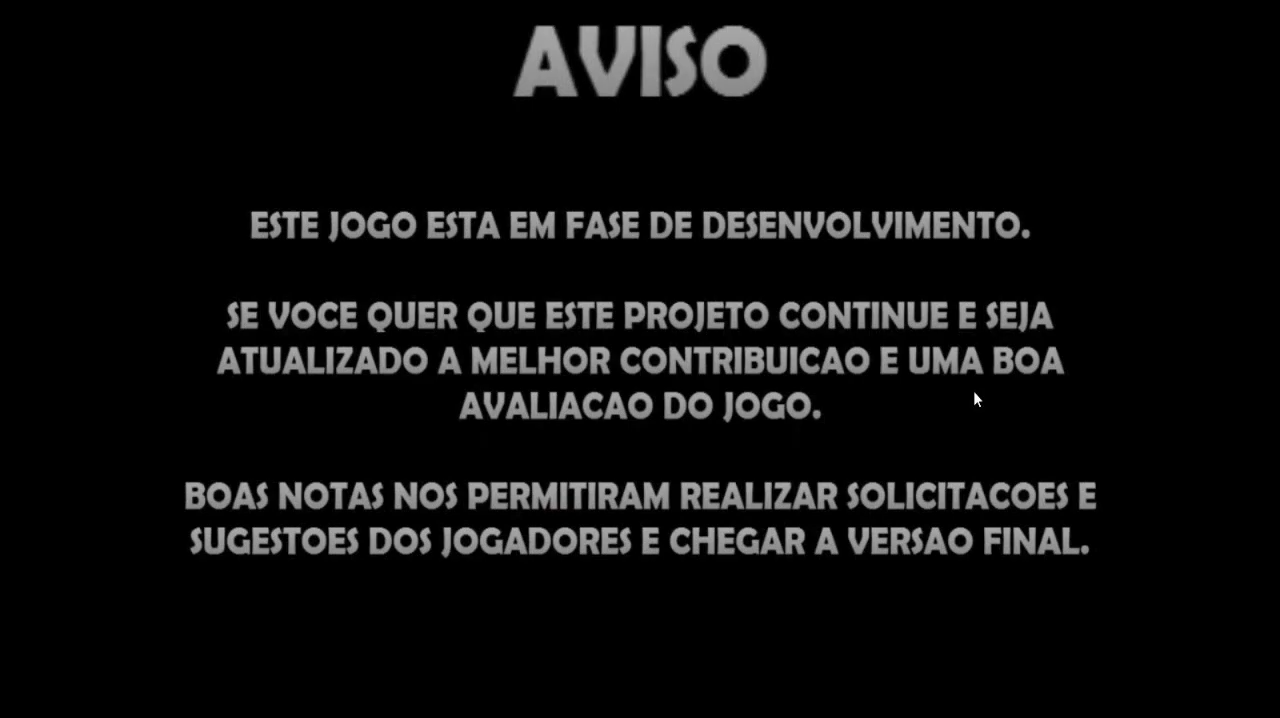 AVISO
ESTE JOGO ESTA EM FASE DE DESENVOLVIMENTO.
SE VOCE QUER QUE ESTE PROJETO CONTINUE E SEJA
ATUALIZADO A MELHOR CONTRIBUICAO E UMA BOA
AVALIACAO DO JOGO.
BOAS NOTAS NOS PERMITIRAM REALIZAR SOLICITACOES E
SUGESTOES DOS JOGADORES E CHEGAR A VERSAO FINAL.